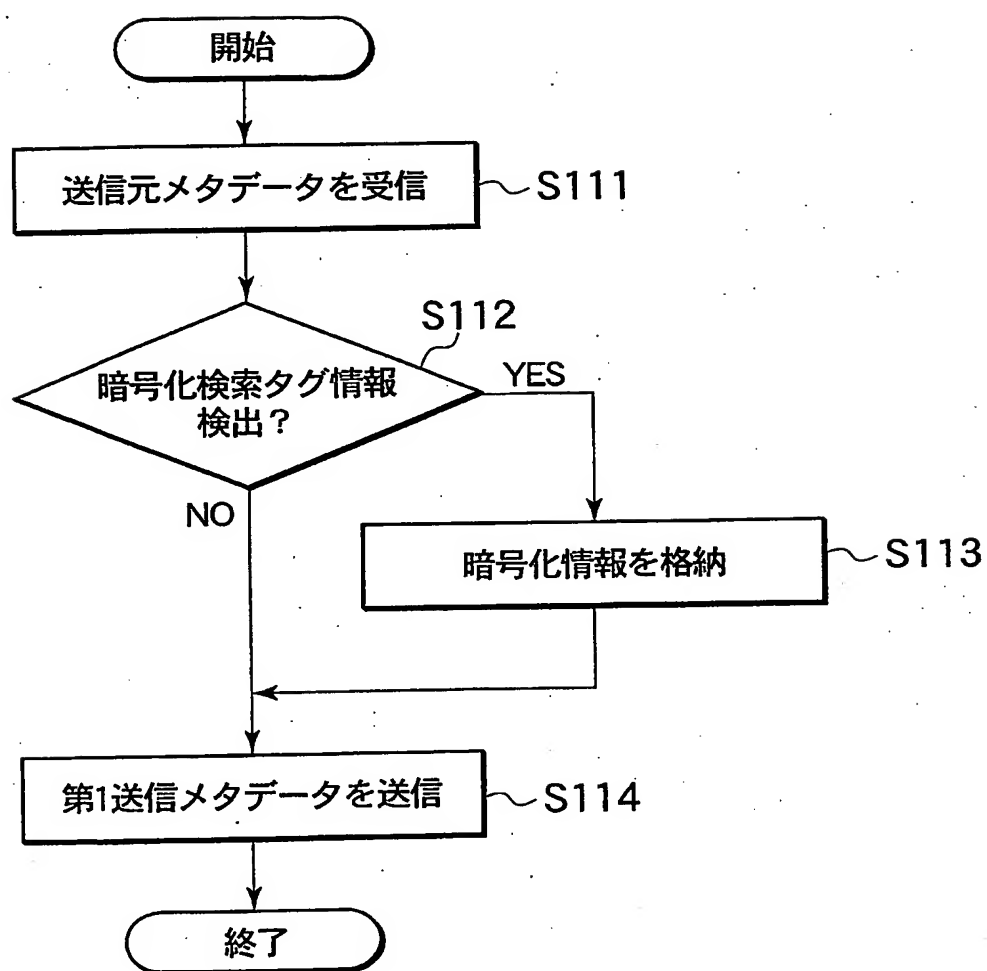 開始
送信元メタデータを受信
S111
S112
暗号化検索タグ情報
検出？
YES
NO
暗号化情報を格納
S113
第1送信メタデータを送信
S114
終了